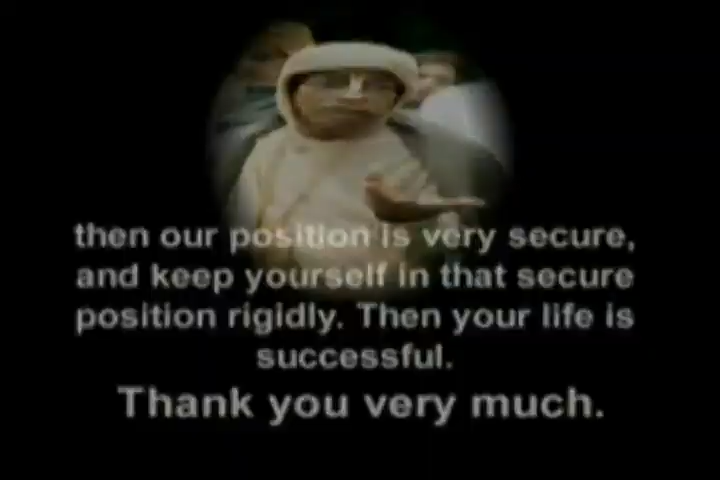 then our position is very secure,
and keep yourself in that secure
position rigidly. Then your life is
successful.
Thank you very much.